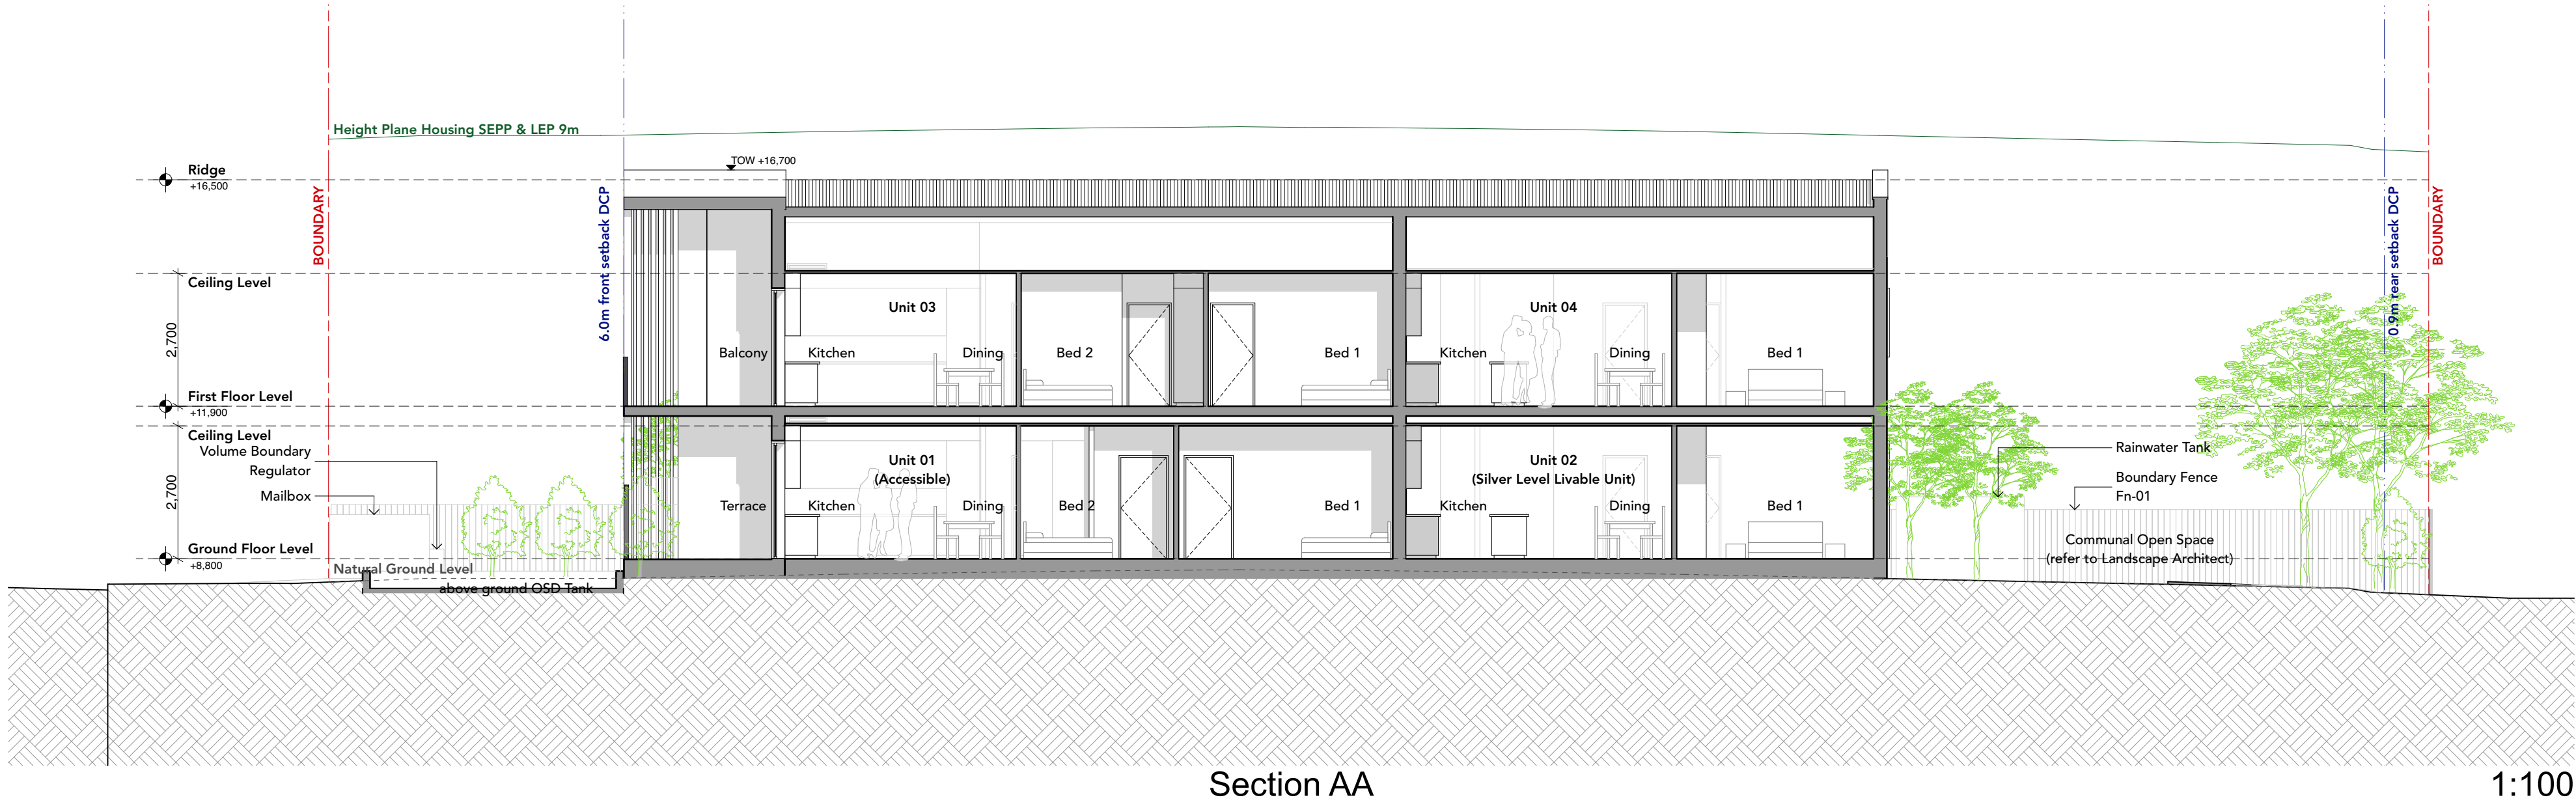 Height Plane Housing SEPP & LEP 9m
TOW +16,700
Ridge
+16,500
BOUNDARY
6.0m front setback DCP
0.9m rear setback DCP
BOUNDARY
Ceiling Level
2,700
Unit 03
Unit 04
Balcony
Kitchen
Dining
Bed 2
Bed 1
Kitchen
Dining
Bed 1
First Floor Level
+11,900
Ceiling Level
Volume Boundary
Regulator
Mailbox
2,700
Unit 01
(Accessible)
Unit 02
(Silver Level Livable Unit)
Terrace
Kitchen
Dining
Bed 2
Bed 1
Kitchen
Dining
Bed 1
Rainwater Tank
Boundary Fence
Fn-01
Communal Open Space
(refer to Landscape Architect)
Ground Floor Level
+8,800
Natural Ground Level
above ground OSD Tank
Section AA
1:100